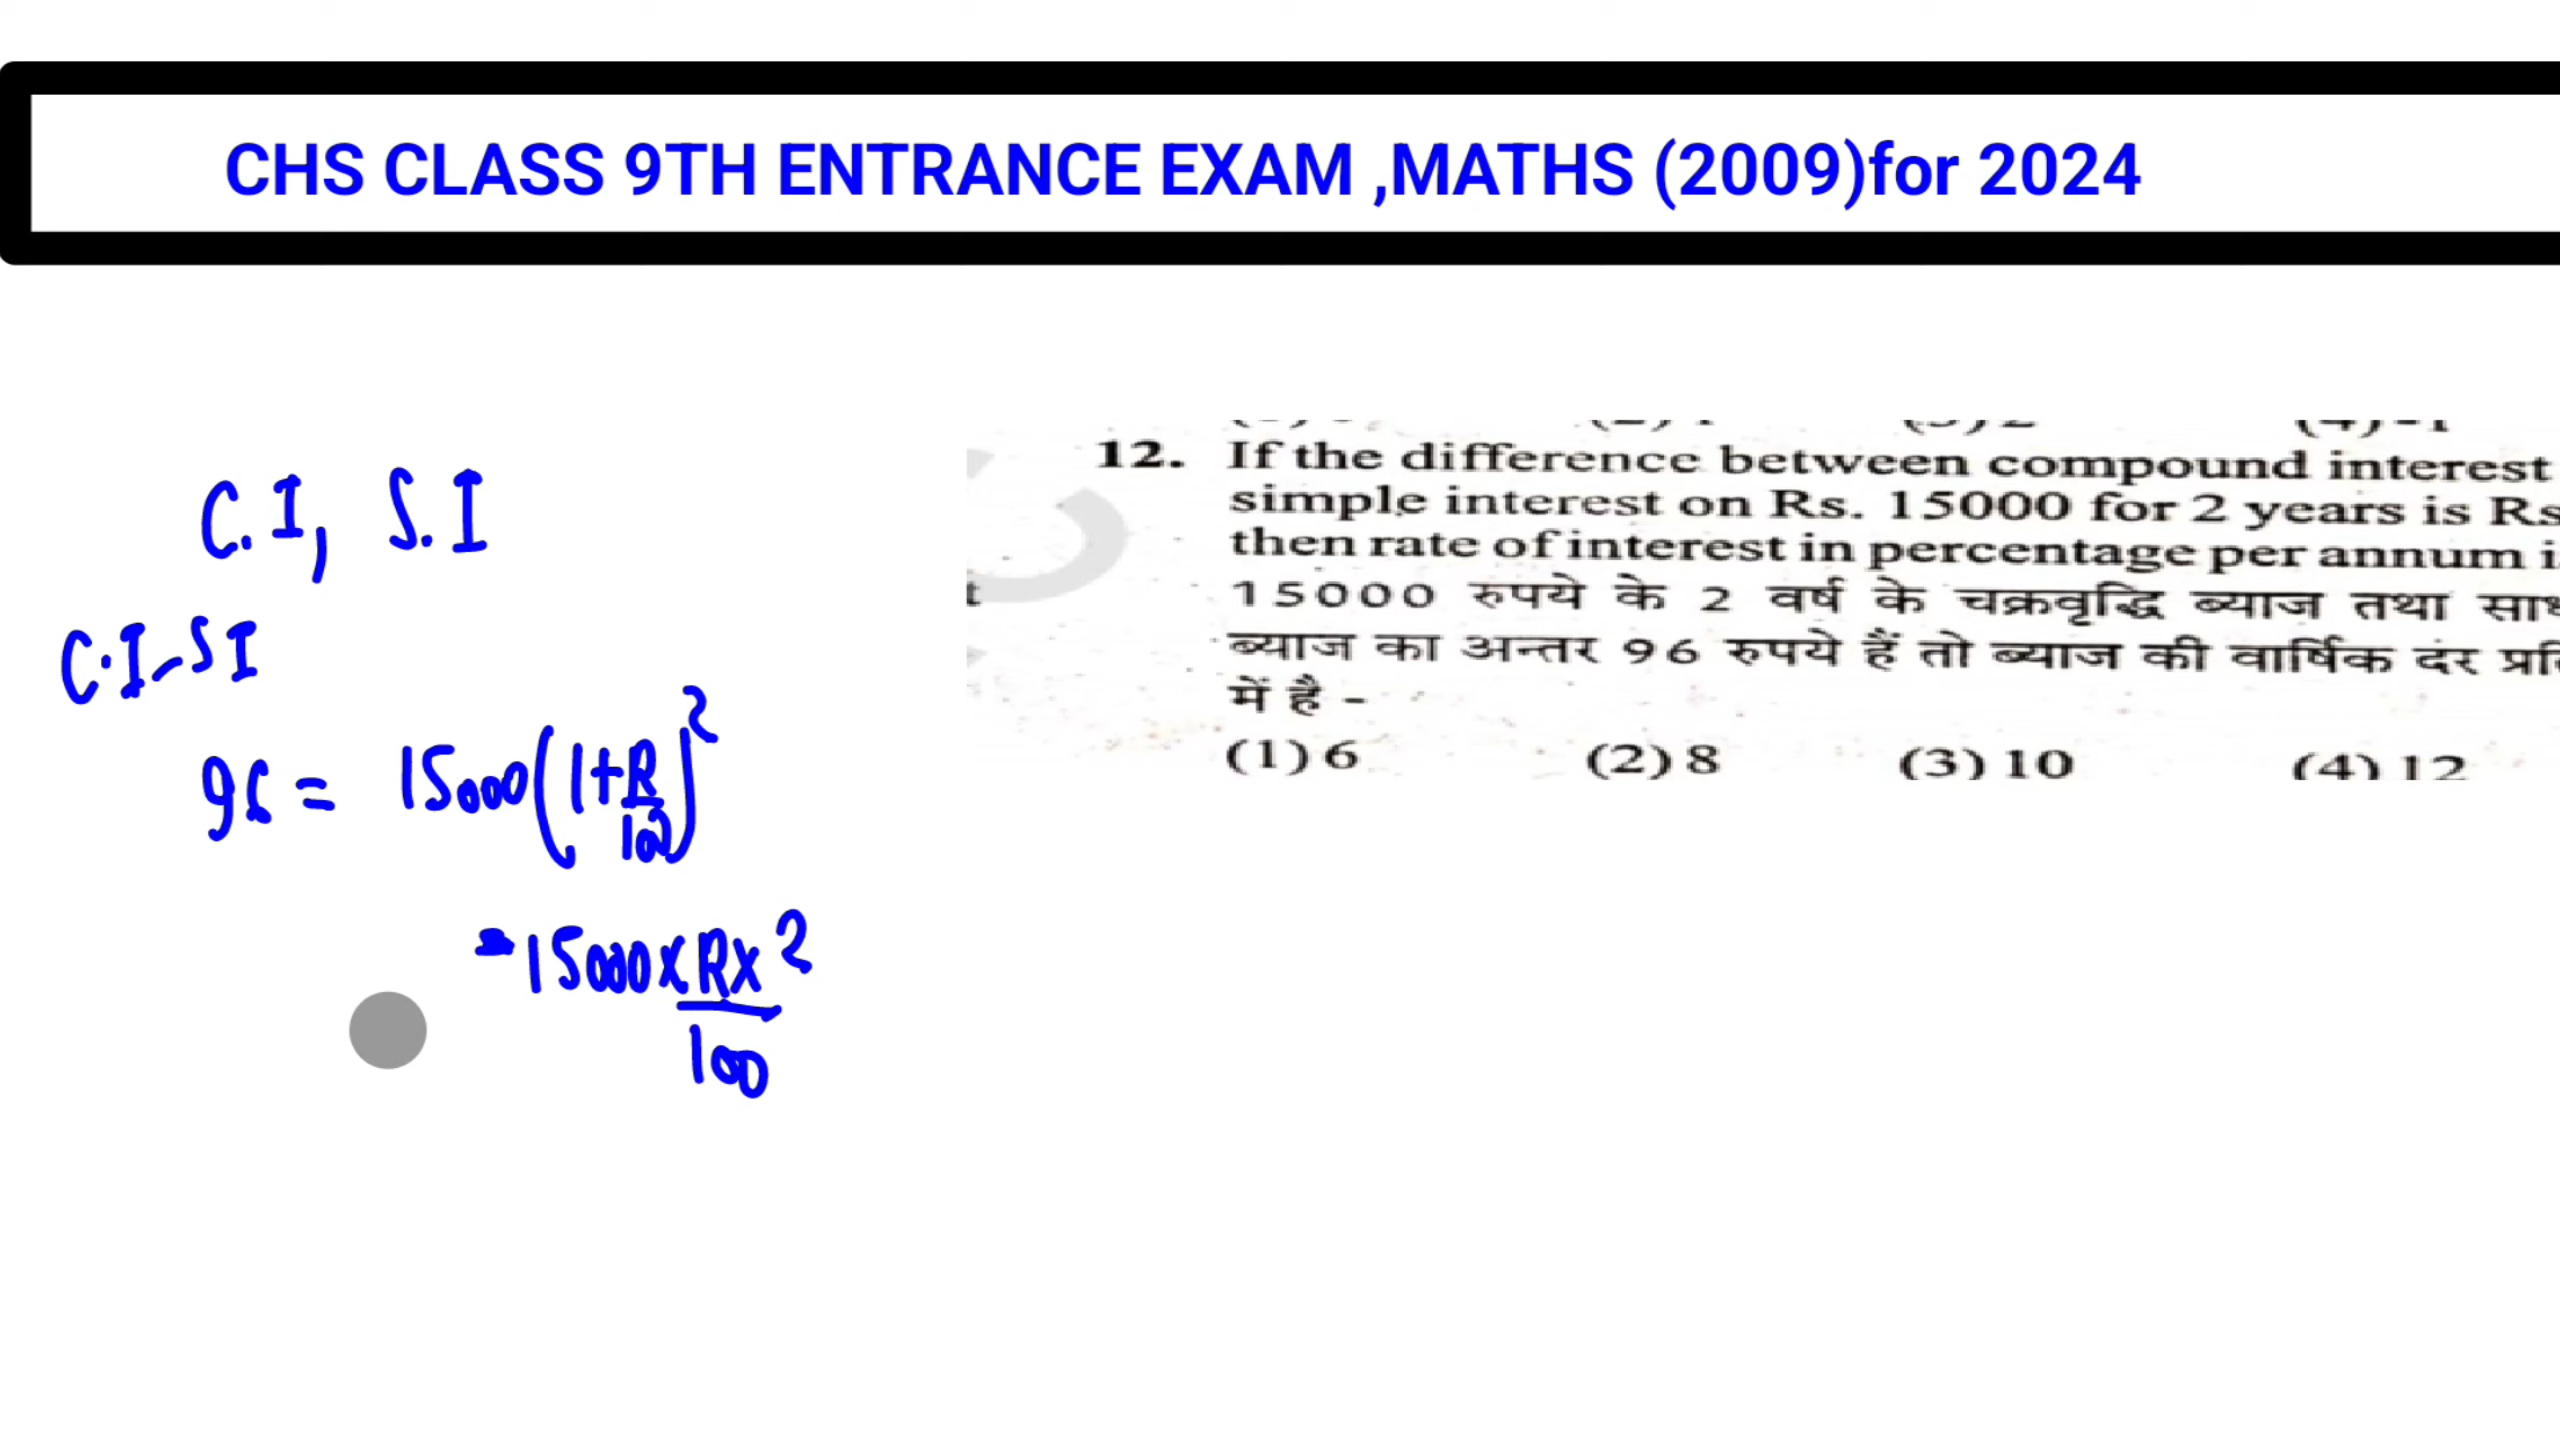 CHS CLASS 9TH ENTRANCE EXAM ,MATHS (2009)for 2024
C.I, S.I
C.I-SI
96 = 15000(1+R/100)²
-15000×R×2/100
12. If the difference between compound interest
simple interest on Rs. 15000 for 2 years is Rs
then rate of interest in percentage per annum
15000 रुपये के 2 वर्ष के चक्रवृद्धि ब्याज तथा
ब्याज का अन्तर 96 रुपये हैं तो ब्याज की वार्षिक दर
में है -
(1) 6 (2) 8 (3) 10 (4) 12